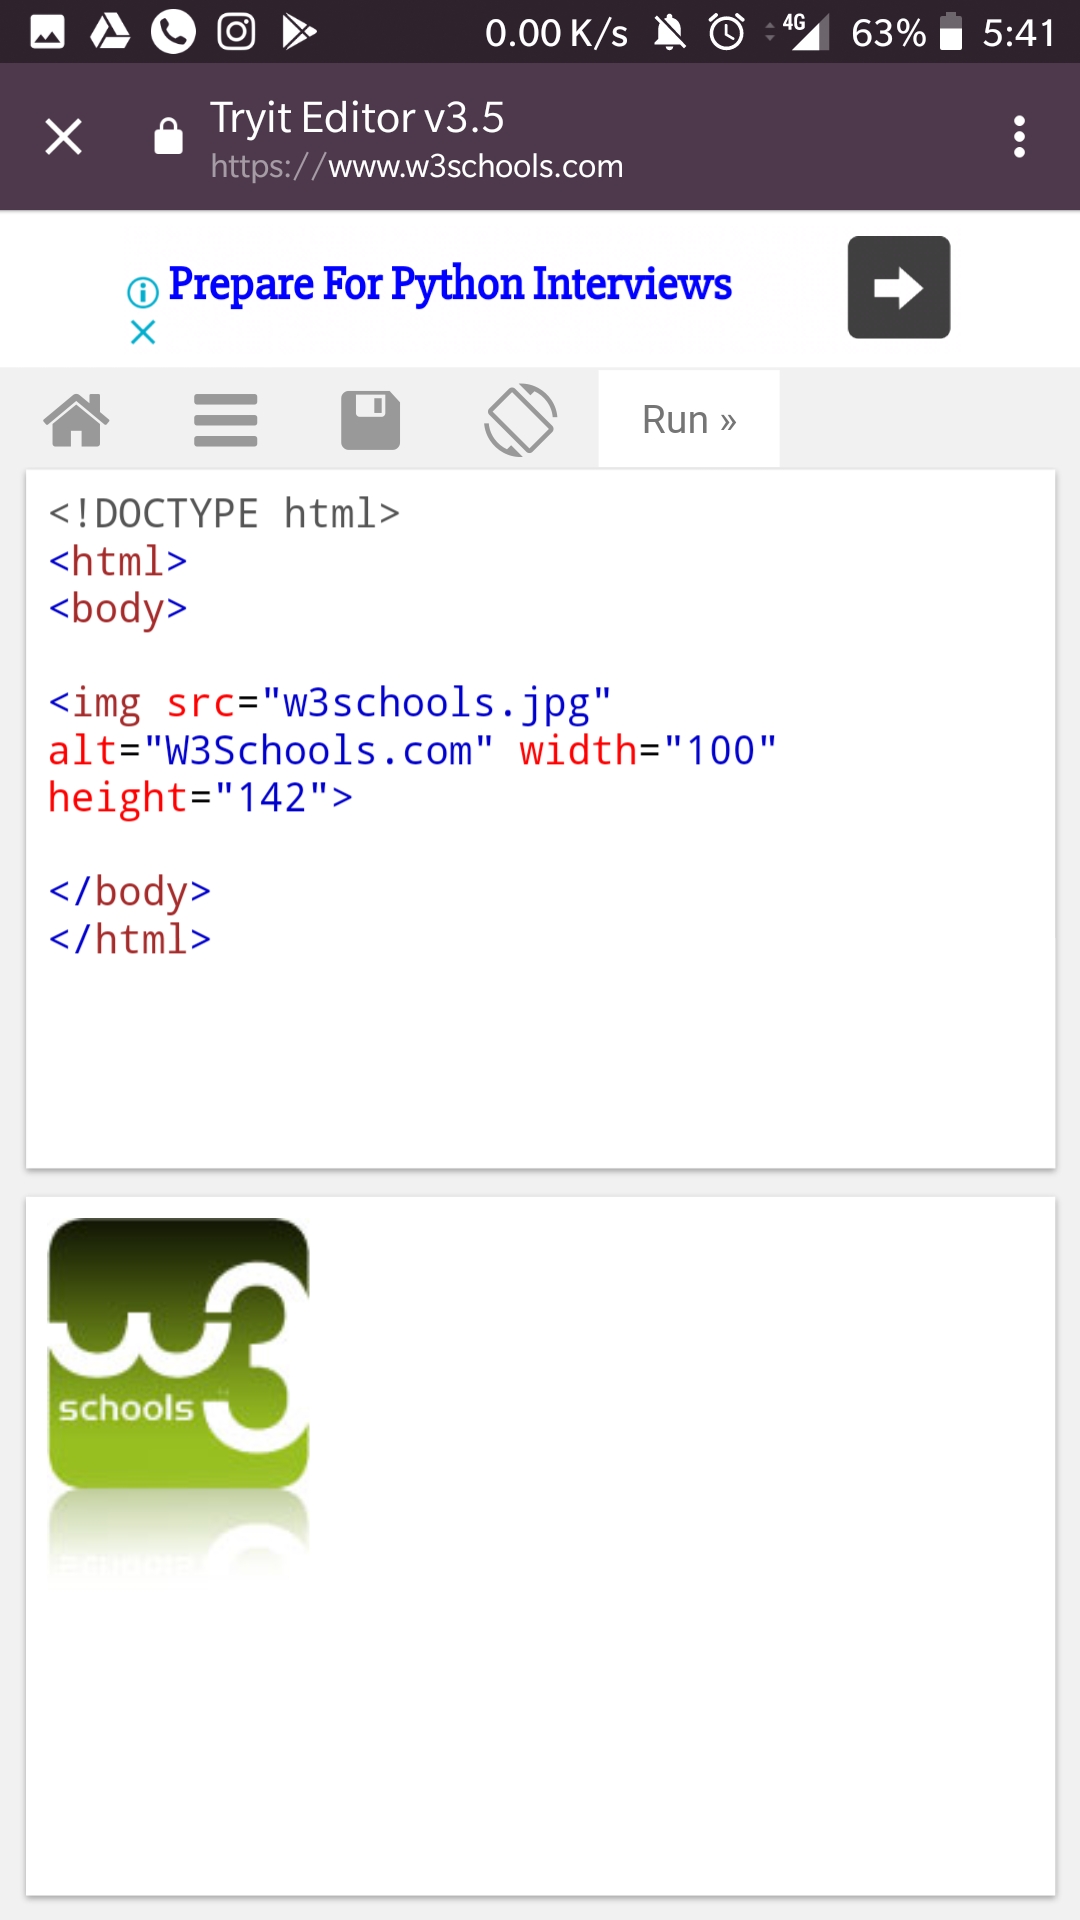 0.00 K/s 4G 63% 5:41
Tryit Editor v3.5
https://www.w3schools.com
Prepare For Python Interviews
Run »
<!DOCTYPE html>
<html>
<body>
<img src="w3schools.jpg"
alt="W3Schools.com" width="100"
height="142">
</body>
</html>
w3
schools